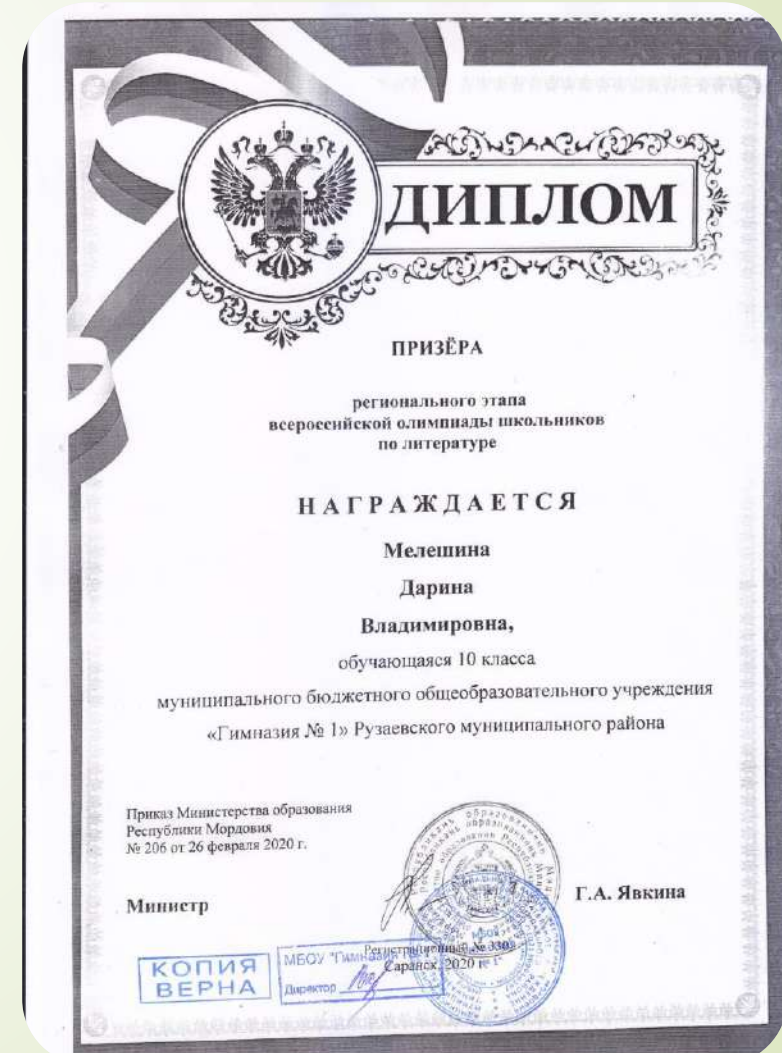 ДИПЛОМ
ПРИЗЁРА
регионального этапа
всероссийской олимпиады школьников
по литературе
НАГРАЖДАЕТСЯ
Мелешина
Дарина
Владимировна,
обучающаяся 10 класса
муниципального бюджетного общеобразовательного учреждения
«Гимназия № 1» Рузаевского муниципального района
Приказ Министерства образования
Республики Мордовия
№ 206 от 26 февраля 2020 г.
Министр
Г.А. Явкина
Регистрационный № 330
Саранск, 2020 г
КОПИЯ
ВЕРНА
МБОУ "Гимназия
Директор